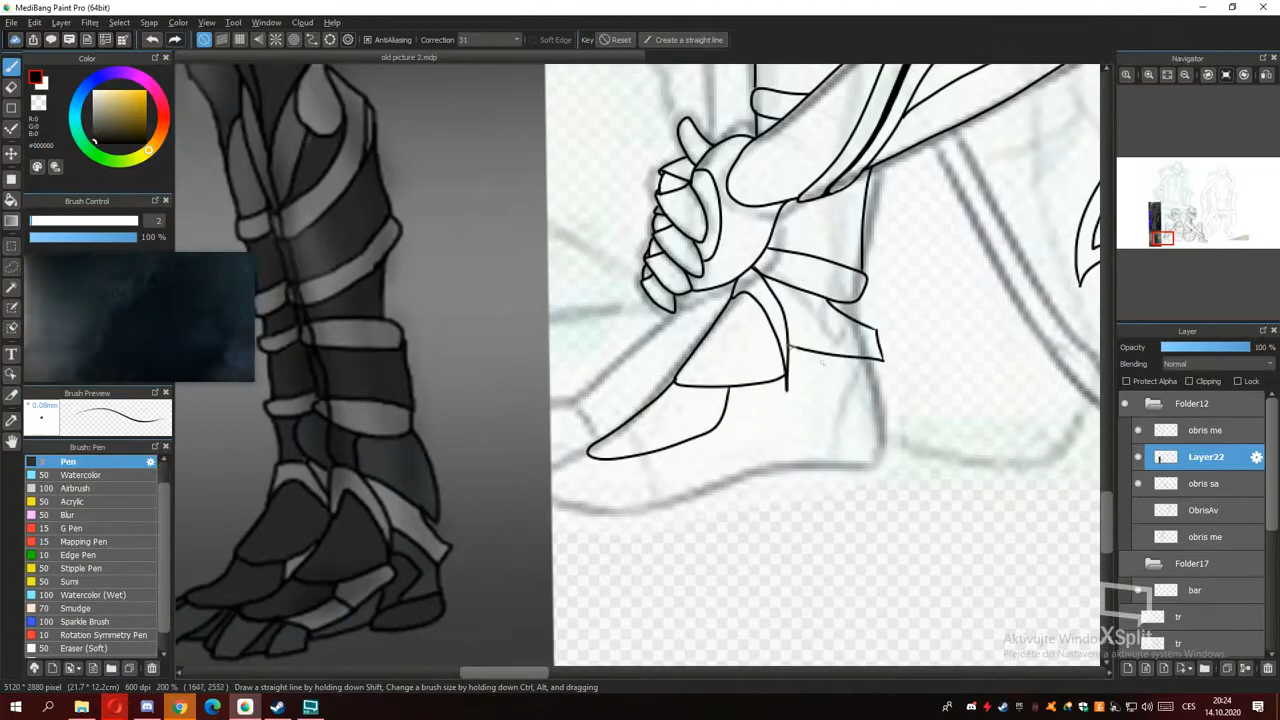 MediBang Paint Pro (64bit)
File Edit Layer Filter Select Snap Color View Tool Window Cloud Help
AntiAliasing Correction 31 Soft Edge Key Reset Create a straight line
Color
old picture 2.mdp
Navigator
R:0
G:0
B:0
#000000
Brush Control
2
100 %
Brush Preview
* 0.08mm
Brush: Pen
Pen
50 Watercolor
100 Airbrush
50 Acrylic
50 Blur
15 G Pen
15 Mapping Pen
10 Edge Pen
50 Stipple Pen
50 Sumi
100 Watercolor (Wet)
70 Smudge
100 Sparkle Brush
10 Rotation Symmetry Pen
50 Eraser (Soft)
Layer
Opacity 100 %
Blending Normal
Protect Alpha Clipping Lock
Folder12
obris me
Layer22
obris sa
ObrisAv
obris me
Folder17
bar
tr
tr
XSplit
Aktivujte Windo
Přejděte do Nastavení a aktivujte systém Windows.
5120 * 2880 pixel (21.7 * 12.2cm) 600 dpi 200 % ( 1647, 2552 ) Draw a straight line by holding down Shift, Change a brush size by holding down Ctrl, Alt, and dragging
CES
20:24
14.10.2020